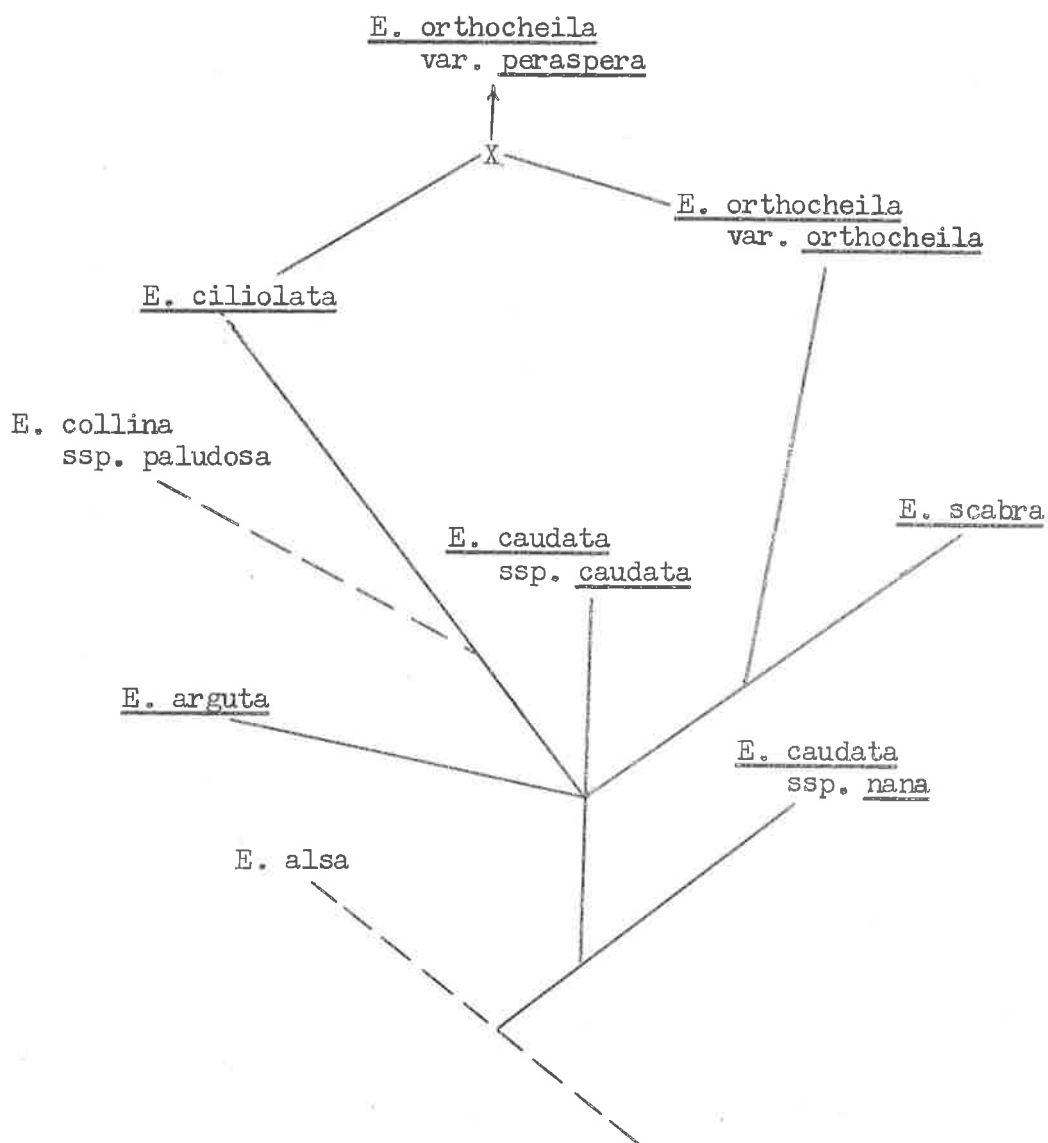 E. orthocheila
var. peraspera
X
E. orthocheila
var. orthocheila
E. ciliolata
E. collina
ssp. paludosa
E. scabra
E. caudata
ssp. caudata
E. arguta
E. caudata
ssp. nana
E. alsa